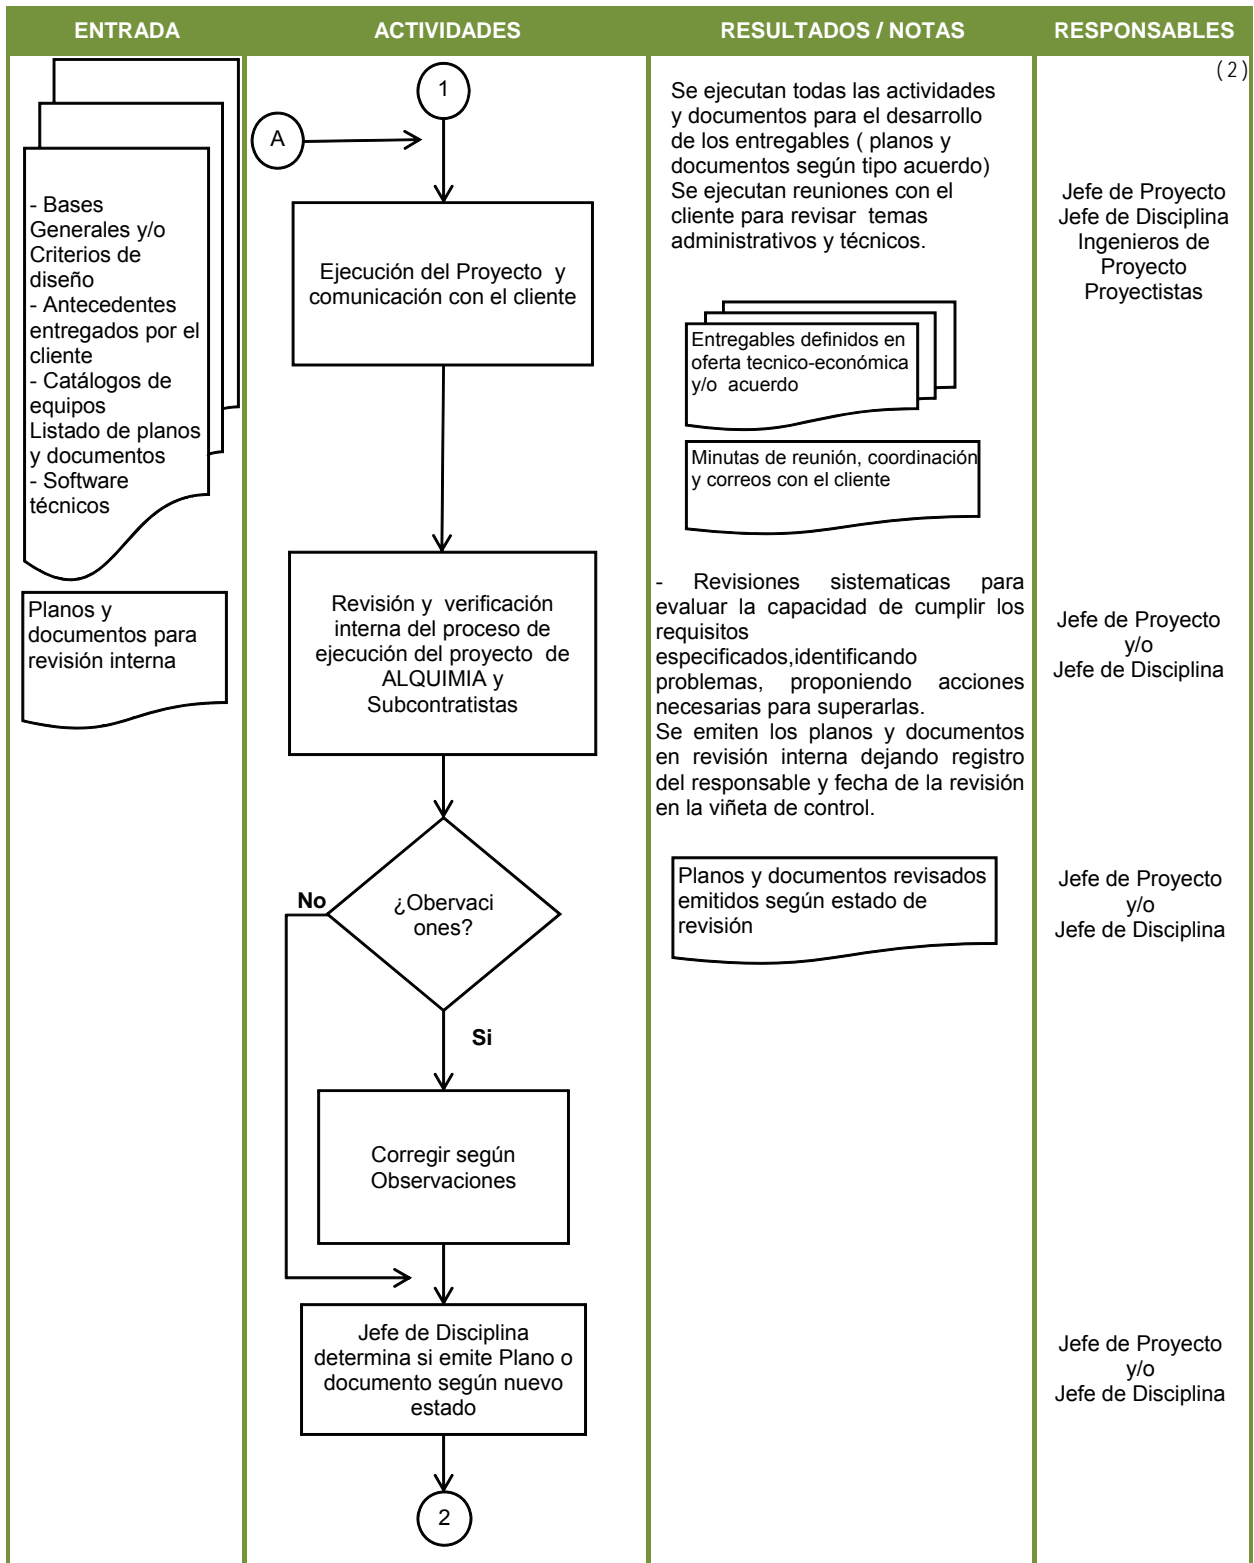 ENTRADA
ACTIVIDADES
RESULTADOS / NOTAS
RESPONSABLES
(2)
- Bases
Generales y/o
Criterios de
diseño
- Antecedentes
entregados por el
cliente
- Catálogos de
equipos
Listado de planos
y documentos
- Software
técnicos
Planos y
documentos para
revisión interna
1
A
Ejecución del Proyecto y
comunicación con el cliente
Revisión y verificación
interna del proceso de
ejecución del proyecto de
ALQUIMIA y
Subcontratistas
¿Obervaci
ones?
No
Si
Corregir según
Observaciones
Jefe de Disciplina
determina si emite Plano o
documento según nuevo
estado
2
Se ejecutan todas las actividades
y documentos para el desarrollo
de los entregables ( planos y
documentos según tipo acuerdo)
Se ejecutan reuniones con el
cliente para revisar temas
administrativos y técnicos.
Entregables definidos en
oferta tecnico-económica
y/o acuerdo
Minutas de reunión, coordinación
y correos con el cliente
- Revisiones sistematicas para
evaluar la capacidad de cumplir los
requisitos
especificados,identificando
problemas, proponiendo acciones
necesarias para superarlas.
Se emiten los planos y documentos
en revisión interna dejando registro
del responsable y fecha de la revisión
en la viñeta de control.
Planos y documentos revisados
emitidos según estado de
revisión
Jefe de Proyecto
Jefe de Disciplina
Ingenieros de
Proyecto
Proyectistas
Jefe de Proyecto
y/o
Jefe de Disciplina
Jefe de Proyecto
y/o
Jefe de Disciplina
Jefe de Proyecto
y/o
Jefe de Disciplina